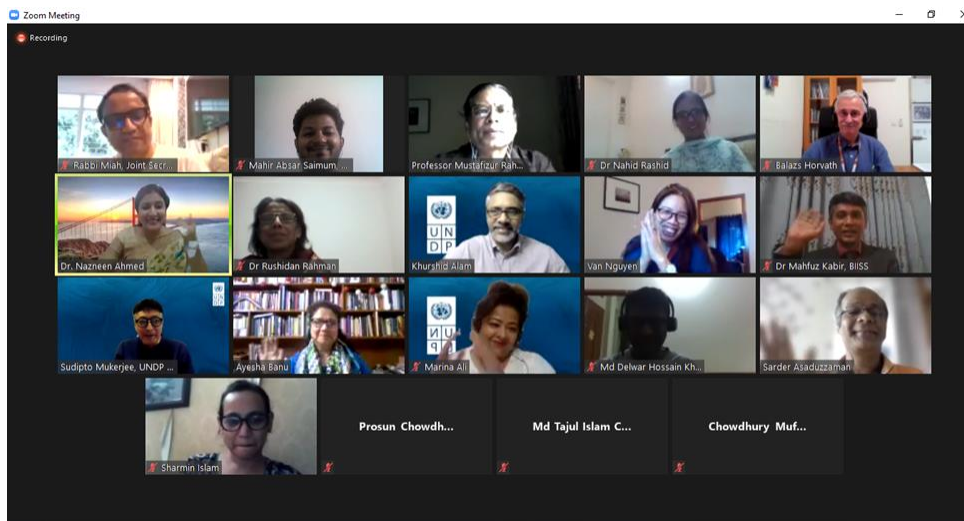 Zoom Meeting
Recording
Rabbi Miah, Joint Secr...
Mahir Absar Saimum, ...
Professor Mustafizur Rah...
Dr Nahid Rashid
Balazs Horvath
Dr. Nazneen Ahmed
Dr Rushidan Rahman
UN
DP
Khurshid Alam
Van Nguyen
Dr Mahfuz Kabir, BIISS
Sudipto Mukerjee, UNDP ...
Ayesha Banu
Marina Ali
Md Delwar Hossain Kh...
Sarder Asaduzzaman
Sharmin Islam
Prosun Chowdh...
Md Tajul Islam C...
Chowdhury Muf...